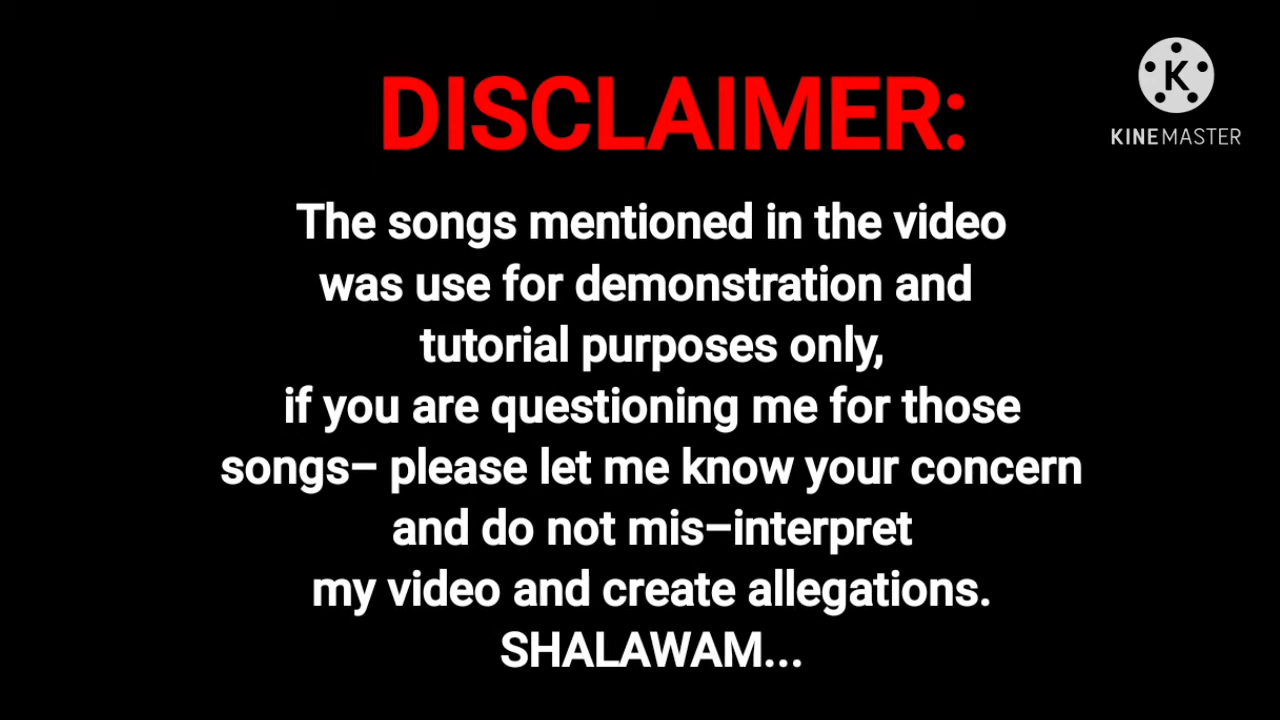 DISCLAIMER:
K
KINEMASTER
The songs mentioned in the video
was use for demonstration and
tutorial purposes only,
if you are questioning me for those
songs– please let me know your concern
and do not mis–interpret
my video and create allegations.
SHALAWAM...